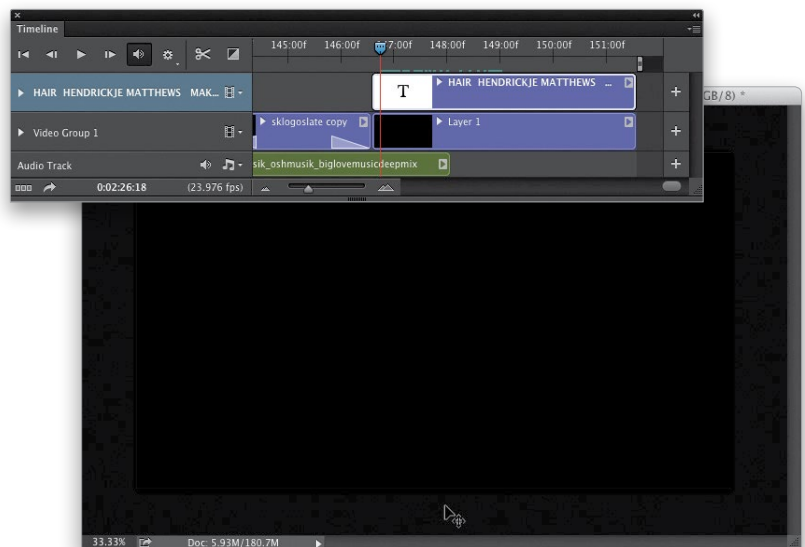 Timeline
145:00f 146:00f 147:00f 148:00f 149:00f 150:00f 151:00f
HAIR HENDRICKJE MATTHEWS MAK...
T
HAIR HENDRICKJE MATTHEWS ...
Video Group 1
sklogoslate copy
Layer 1
Audio Track
sik_oshmusik_biglovemusicdeepmix
0:02:26:18 (23.976 fps)
GB/8) *
33.33% Doc: 5.93M/180.7M